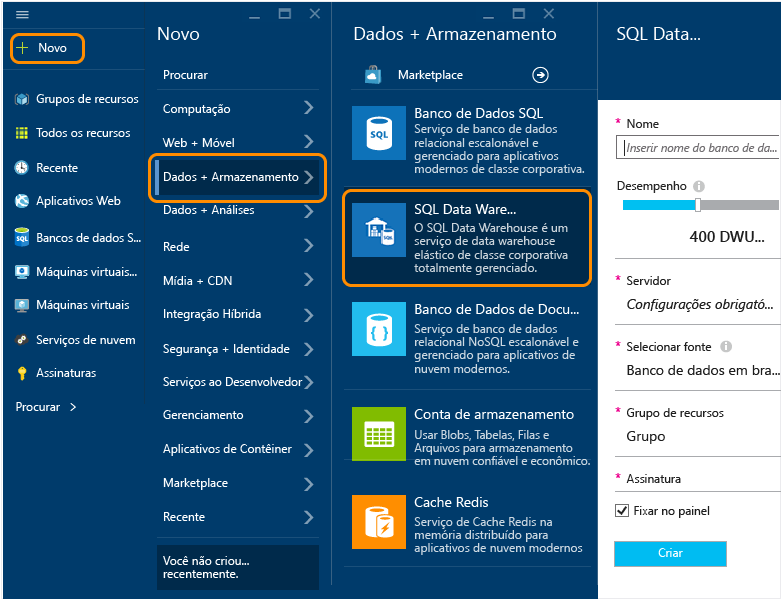 Novo
Grupos de recursos
Todos os recursos
Recente
Aplicativos Web
Bancos de dados S...
Máquinas virtuais...
Máquinas virtuais
Serviços de nuvem
Assinaturas
Procurar
Novo
Procurar
Computação
Web + Móvel
Dados + Armazenamento
Dados + Análises
Rede
Mídia + CDN
Integração Híbrida
Segurança + Identidade
Serviços ao Desenvolvedor
Gerenciamento
Aplicativos de Contêiner
Marketplace
Recente
Você não criou...
recentemente.
Dados + Armazenamento
Marketplace
SQL
Banco de Dados SQL
Serviço de banco de dados
relacional escalonável e
gerenciado para aplicativos
modernos de classe corporativa.
SQL Data Ware...
O SQL Data Warehouse é um
serviço de data warehouse
elástico de classe corporativa
totalmente gerenciado.
Banco de Dados de Docu...
Serviço de banco de dados
relacional NoSQL escalonável e
gerenciado para aplicativos de
nuvem modernos.
Conta de armazenamento
Usar Blobs, Tabelas, Filas e
Arquivos para armazenamento
em nuvem confiável e econômico.
Cache Redis
Serviço de Cache Redis na
memória distribuído para
aplicativos de nuvem modernos
SQL Data...
* Nome
Inserir nome do banco de da...
Desempenho
400 DWU...
* Servidor
Configurações obrigató...
* Selecionar fonte
Banco de dados em bra...
* Grupo de recursos
Grupo
* Assinatura
Fixar no painel
Criar